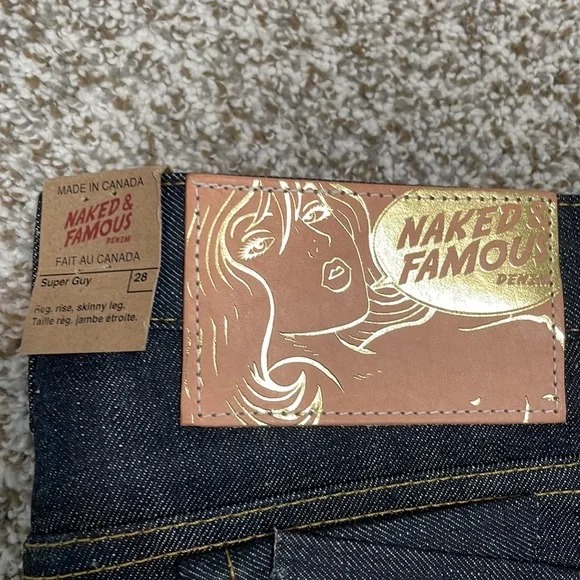 MADE IN CANADA
NAKED &
FAMOUS
DENIM
FAIT AU CANADA
Super Guy 28
Reg. rise, skinny leg.
Taille rég. jambe étroite.
NAKED &
FAMOUS
DENIM